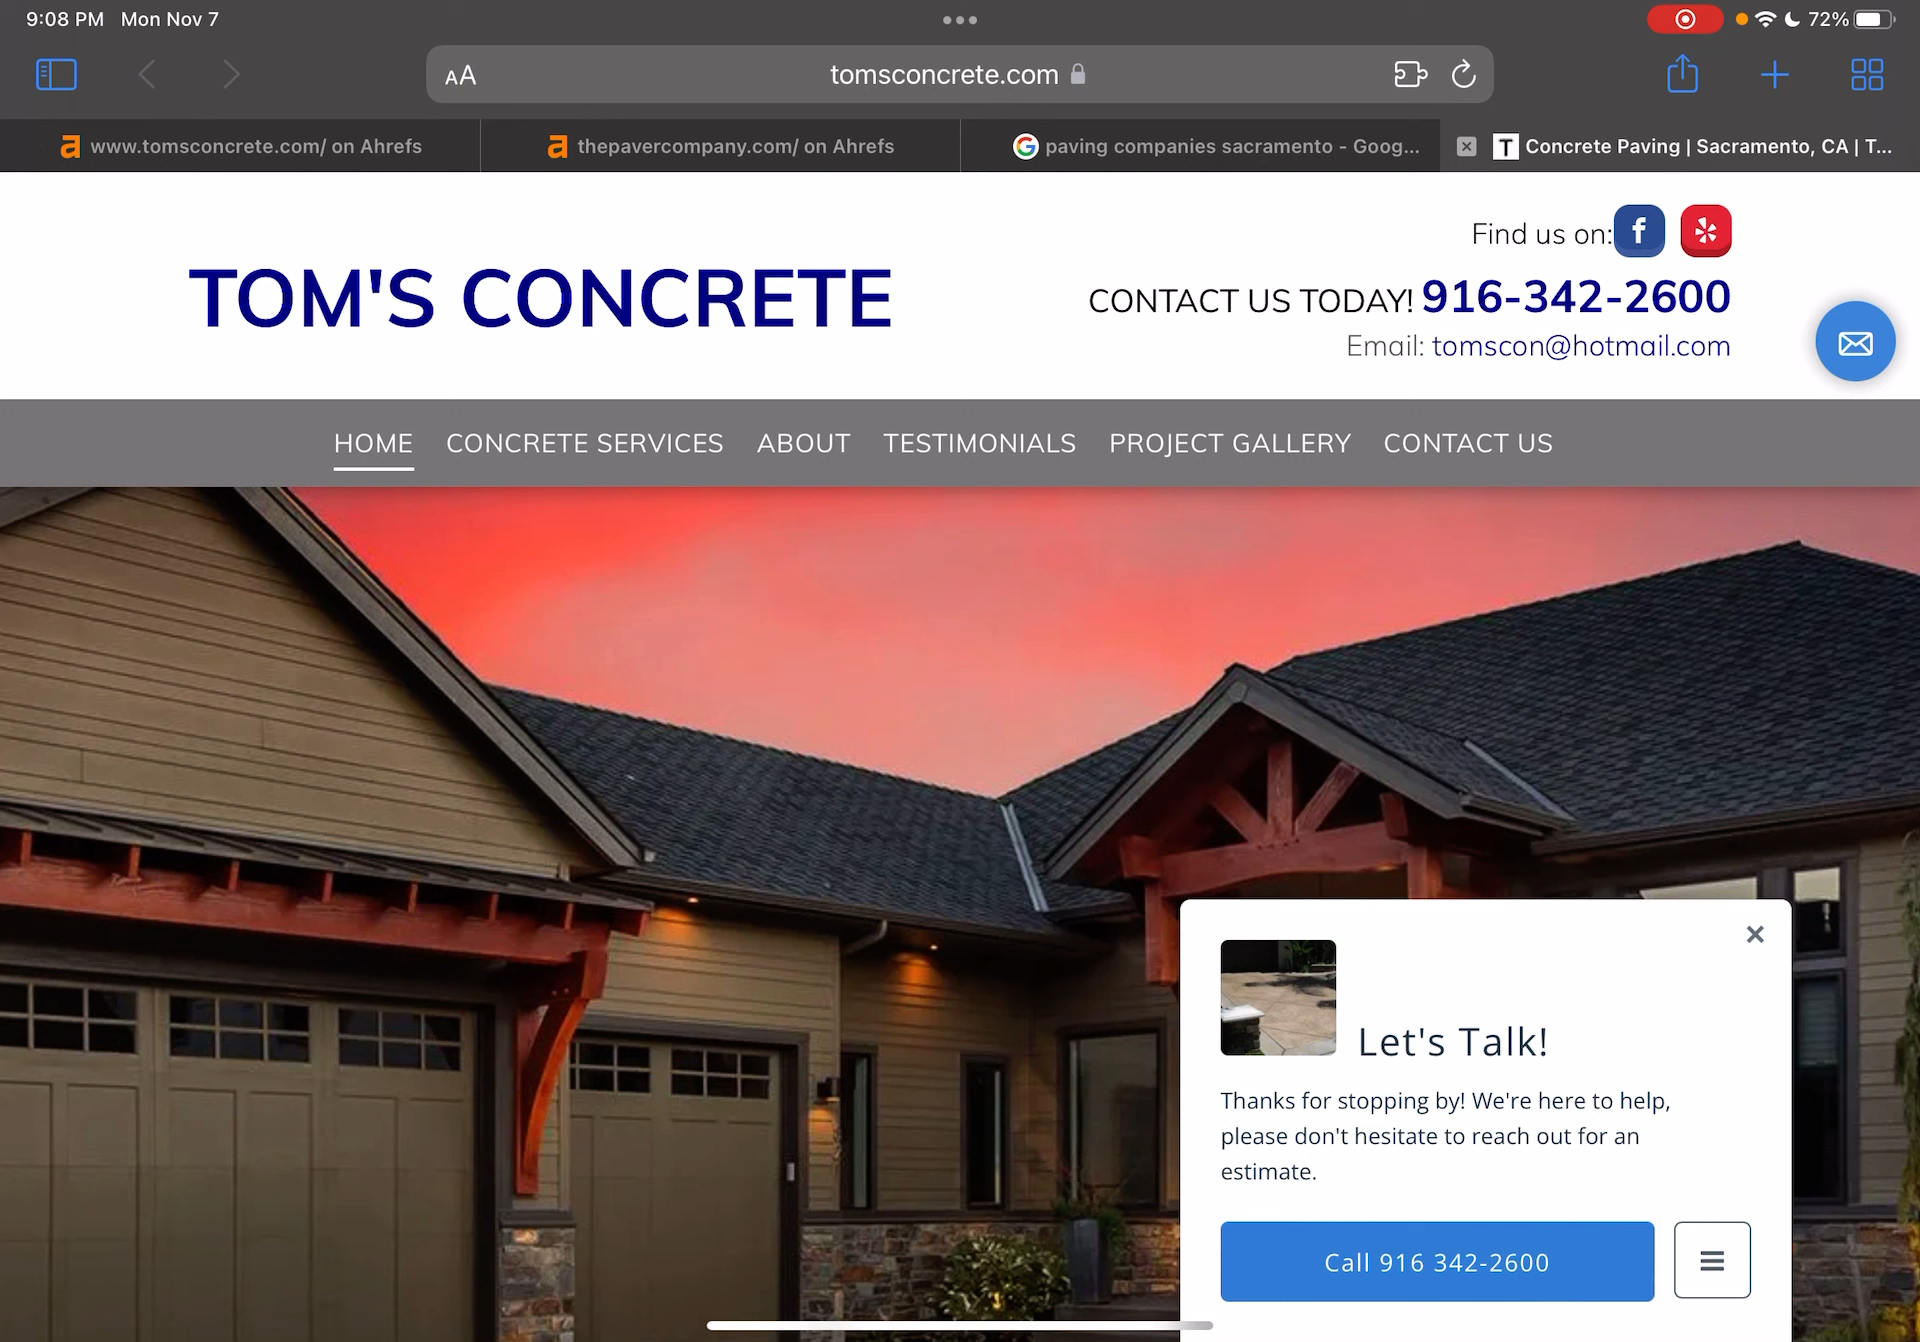 9:08 PM Mon Nov 7
72%
AA
tomsconcrete.com
www.tomsconcrete.com/ on Ahrefs
thepavercompany.com/ on Ahrefs
paving companies sacramento - Goog...
T Concrete Paving | Sacramento, CA | T...
Find us on:
TOM'S CONCRETE
CONTACT US TODAY! 916-342-2600
Email: tomscon@hotmail.com
HOME CONCRETE SERVICES ABOUT TESTIMONIALS PROJECT GALLERY CONTACT US
Let's Talk!
Thanks for stopping by! We're here to help,
please don't hesitate to reach out for an
estimate.
Call 916 342-2600